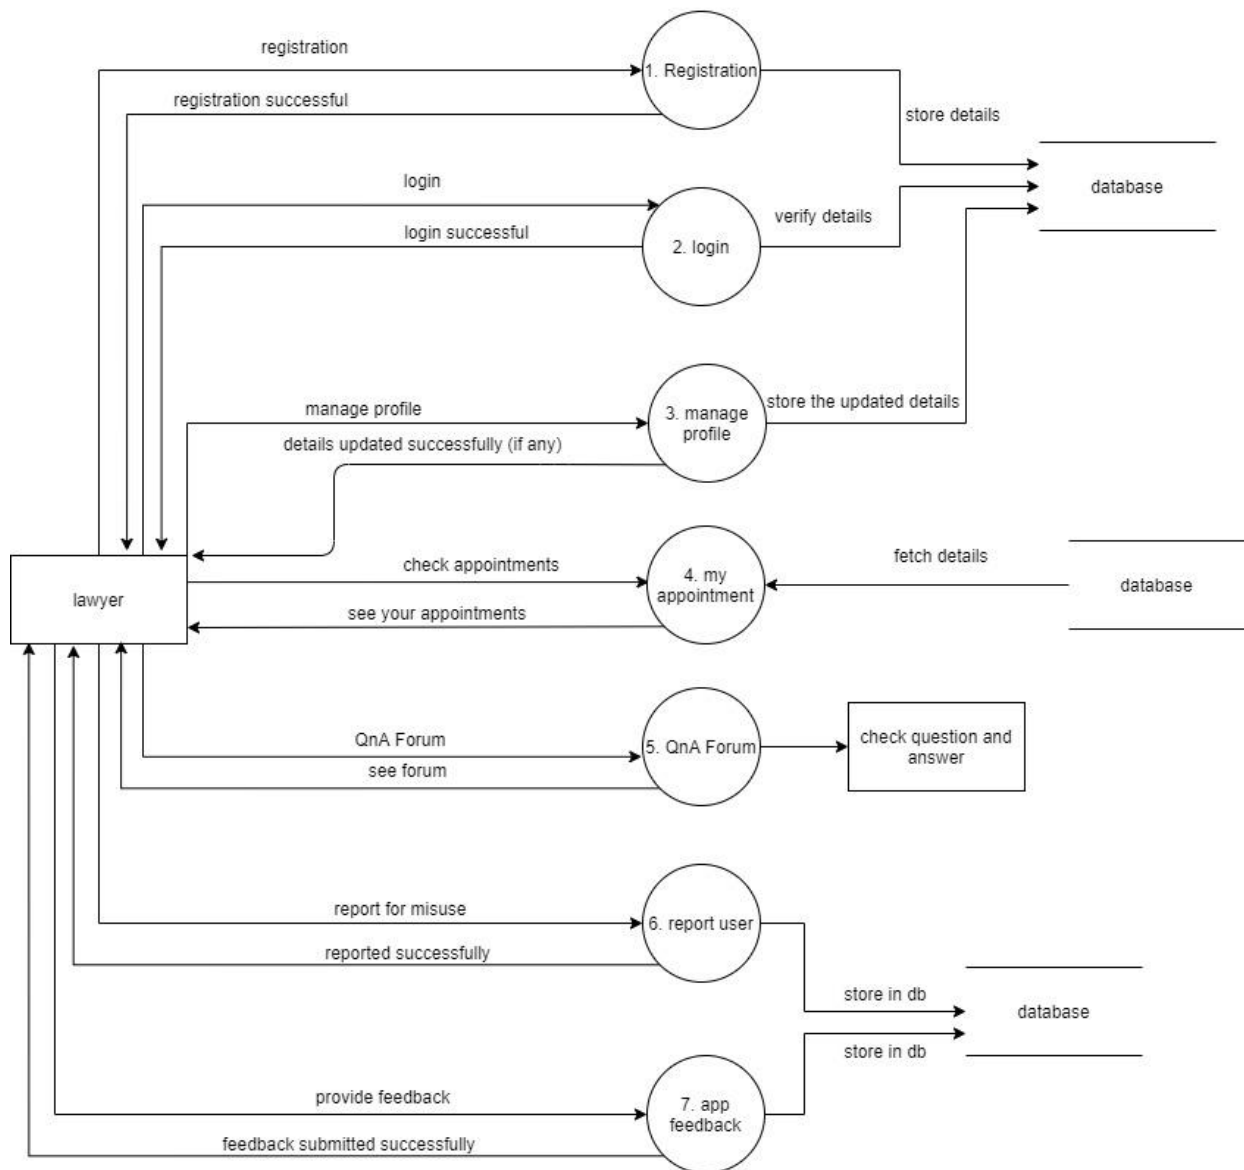 registration
1. Registration
registration successful
store details
database
login
verify details
login successful
2. login
manage profile
3. manage
profile
store the updated details
details updated successfully (if any)
check appointments
4. my
appointment
fetch details
database
lawyer
see your appointments
QnA Forum
5. QnA Forum
check question and
answer
see forum
report for misuse
6. report user
reported successfully
store in db
database
store in db
provide feedback
7. app
feedback
feedback submitted successfully